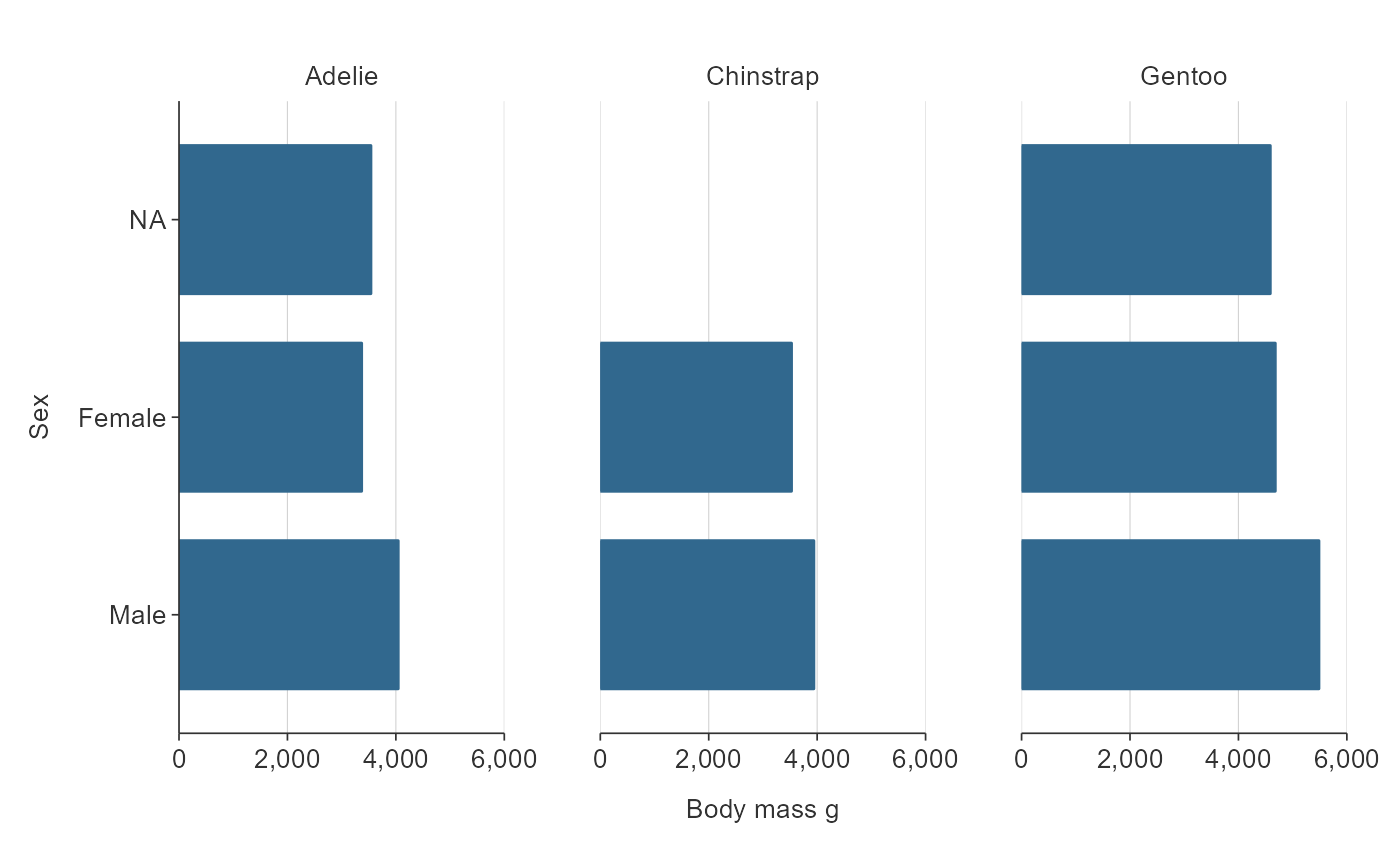 Adelie Chinstrap Gentoo
NA
Female
Male
Sex
0 2,000 4,000 6,000 0 2,000 4,000 6,000 0 2,000 4,000 6,000
Body mass g